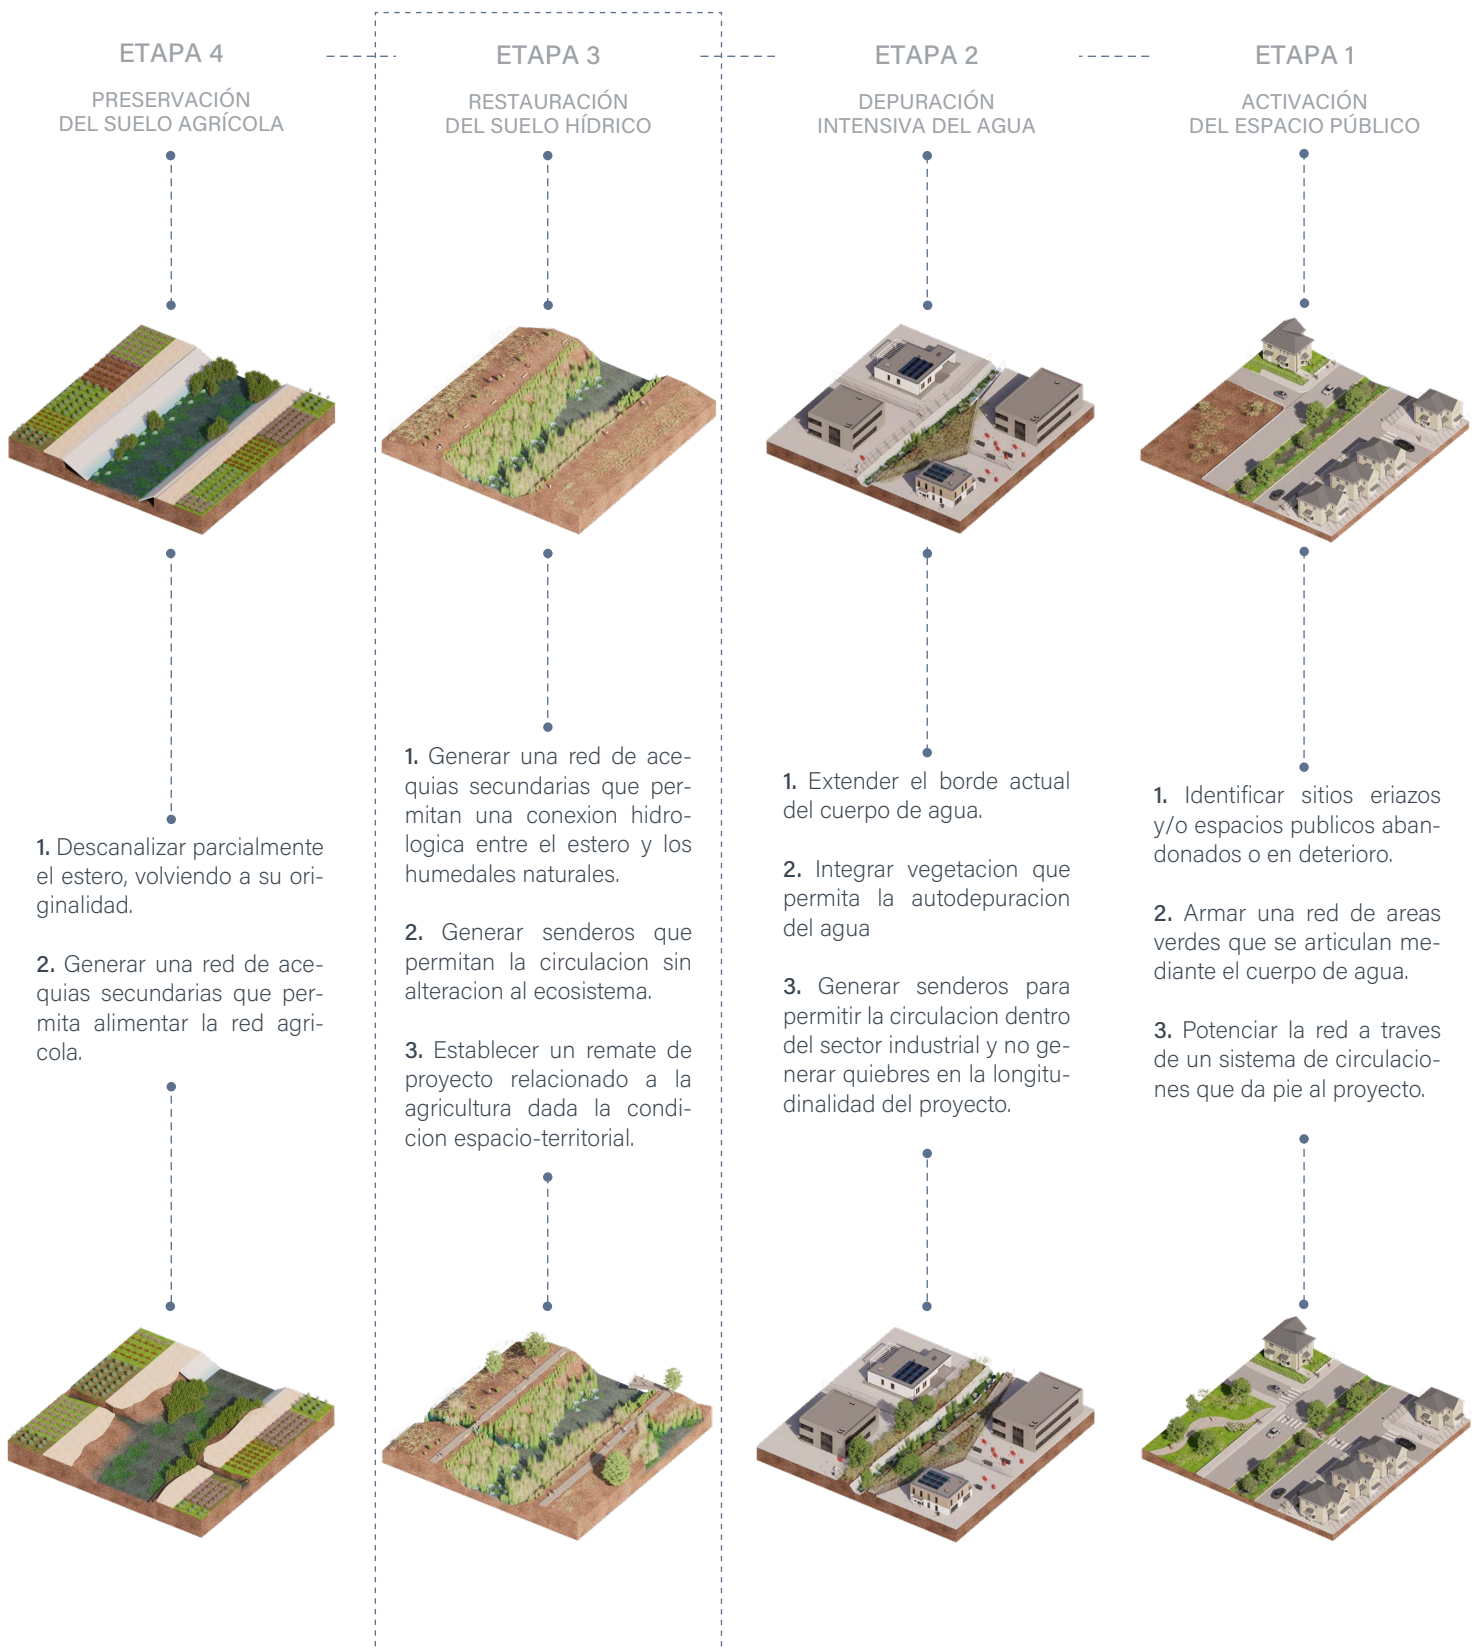 ETAPA 4
PRESERVACIÓN
DEL SUELO AGRÍCOLA
1. Descanalizar parcialmente
el estero, volviendo a su ori-
ginalidad.
2. Generar una red de ace-
quias secundarias que per-
mita alimentar la red agri-
cola.
ETAPA 3
RESTAURACIÓN
DEL SUELO HÍDRICO
1. Generar una red de ace-
quias secundarias que per-
mitan una conexion hidro-
logica entre el estero y los
humedales naturales.
2. Generar senderos que
permitan la circulacion sin
alteracion al ecosistema.
3. Establecer un remate de
proyecto relacionado a la
agricultura dada la condi-
cion espacio-territorial.
ETAPA 2
DEPURACIÓN
INTENSIVA DEL AGUA
1. Extender el borde actual
del cuerpo de agua.
2. Integrar vegetacion que
permita la autodepuracion
del agua
3. Generar senderos para
permitir la circulacion dentro
del sector industrial y no ge-
nerar quiebres en la longitu-
dinalidad del proyecto.
ETAPA 1
ACTIVACIÓN
DEL ESPACIO PÚBLICO
1. Identificar sitios eriazos
y/o espacios publicos aban-
donados o en deterioro.
2. Armar una red de areas
verdes que se articulan me-
diante el cuerpo de agua.
3. Potenciar la red a traves
de un sistema de circulacio-
nes que da pie al proyecto.